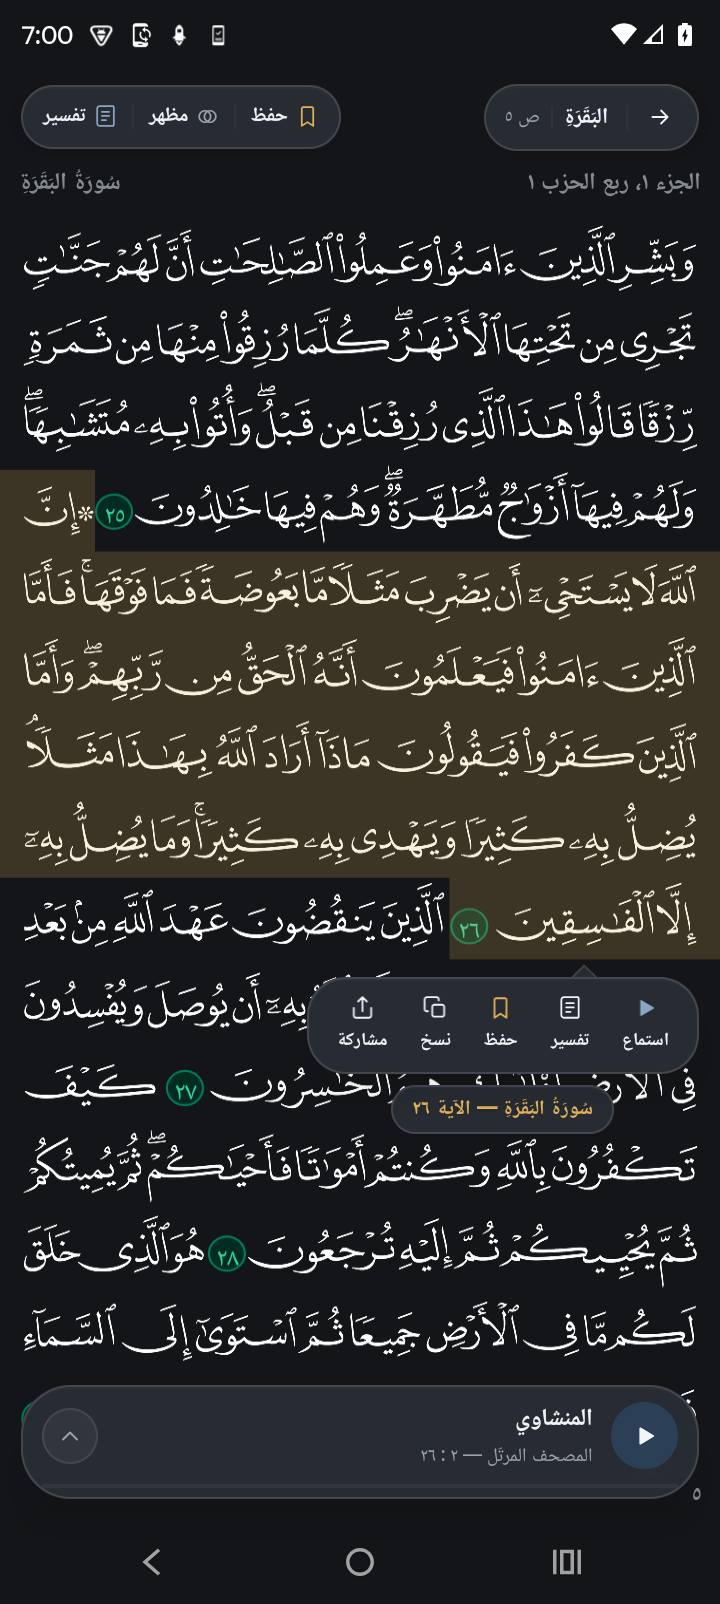 7:00
البَقَرَةِ ص ٥
حفظ مظهر تفسير
الجزء ١، ربع الحزب ١
سُورَةُ البَقَرَةِ
وَبَشِّرِ ٱلَّذِينَ ءَامَنُوا۟ وَعَمِلُوا۟ ٱلصَّـٰلِحَـٰتِ أَنَّ لَهُمْ جَنَّـٰتٍ
تَجْرِى مِن تَحْتِهَا ٱلْأَنْهَـٰرُ ۖ كُلَّمَا رُزِقُوا۟ مِنْهَا مِن ثَمَرَةٍ
رِّزْقًا قَالُوا۟ هَـٰذَا ٱلَّذِى رُزِقْنَا مِن قَبْلُ ۖ وَأُتُوا۟ بِهِۦ مُتَشَـٰبِهًا ۖ
وَلَهُمْ فِيهَآ أَزْوَٰجٌ مُّطَهَّرَةٌ ۖ وَهُمْ فِيهَا خَـٰلِدُونَ ٢٥ ۞ إِنَّ
ٱللَّهَ لَا يَسْتَحْىِۦٓ أَن يَضْرِبَ مَثَلًا مَّا بَعُوضَةً فَمَا فَوْقَهَا ۚ فَأَمَّا
ٱلَّذِينَ ءَامَنُوا۟ فَيَعْلَمُونَ أَنَّهُ ٱلْحَقُّ مِن رَّبِّهِمْ ۖ وَأَمَّا
ٱلَّذِينَ كَفَرُوا۟ فَيَقُولُونَ مَاذَآ أَرَادَ ٱللَّهُ بِهَـٰذَا مَثَلًا ۘ
يُضِلُّ بِهِۦ كَثِيرًا وَيَهْدِى بِهِۦ كَثِيرًا ۚ وَمَا يُضِلُّ بِهِۦٓ
إِلَّا ٱلْفَـٰسِقِينَ ٢٦ ٱلَّذِينَ يَنقُضُونَ عَهْدَ ٱللَّهِ مِنۢ بَعْدِ
بِهِۦٓ أَن يُوصَلَ وَيُفْسِدُونَ
استماع تفسير حفظ نسخ مشاركة
فِى ٱلْأَرْضِ ٱلْخَـٰسِرُونَ ٢٧ كَيْفَ
سُورَةُ البَقَرَةِ — الآية ٢٦
تَكْفُرُونَ بِٱللَّهِ وَكُنتُمْ أَمْوَٰتًا فَأَحْيَـٰكُمْ ۖ ثُمَّ يُمِيتُكُمْ
ثُمَّ يُحْيِيكُمْ ثُمَّ إِلَيْهِ تُرْجَعُونَ ٢٨ هُوَ ٱلَّذِى خَلَقَ
لَكُم مَّا فِى ٱلْأَرْضِ جَمِيعًا ثُمَّ ٱسْتَوَىٰٓ إِلَى ٱلسَّمَآءِ
المنشاوي
المصحف المرتّل — ٢ : ٢٦
٥